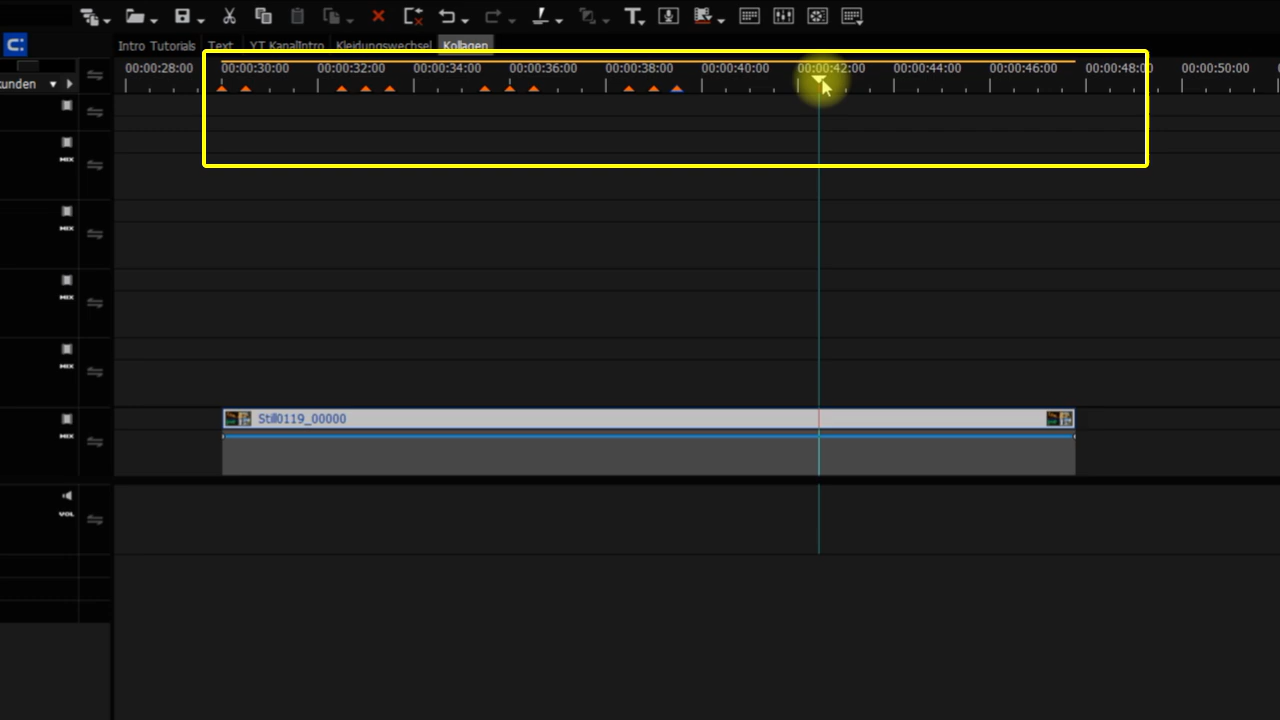 Intro Tutorials Text YT KanalIntro Kleidungswechsel Kollagen
00:00:28:00 00:00:30:00 00:00:32:00 00:00:34:00 00:00:36:00 00:00:38:00 00:00:40:00 00:00:42:00 00:00:44:00 00:00:46:00 00:00:48:00 00:00:50:00
kunden
MIX
MIX
MIX
MIX
Still0119_00000
MIX
VOL